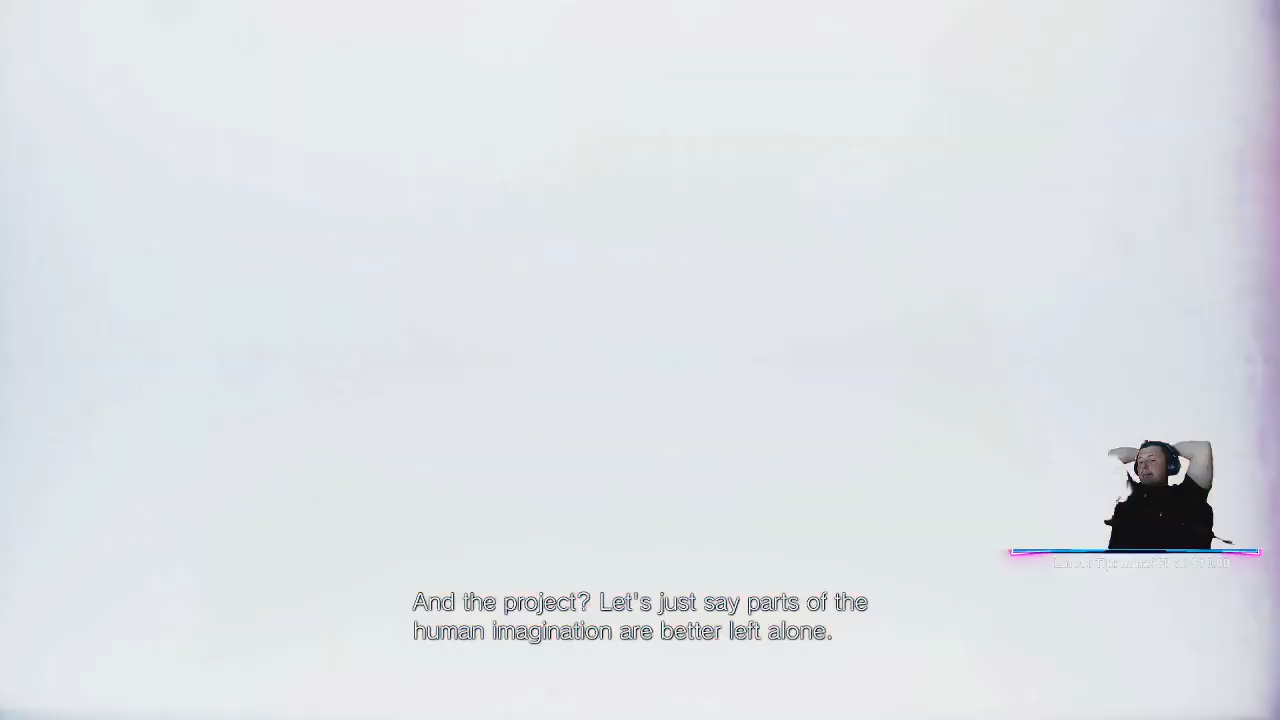 And the project? Let's just say parts of the
human imagination are better left alone.